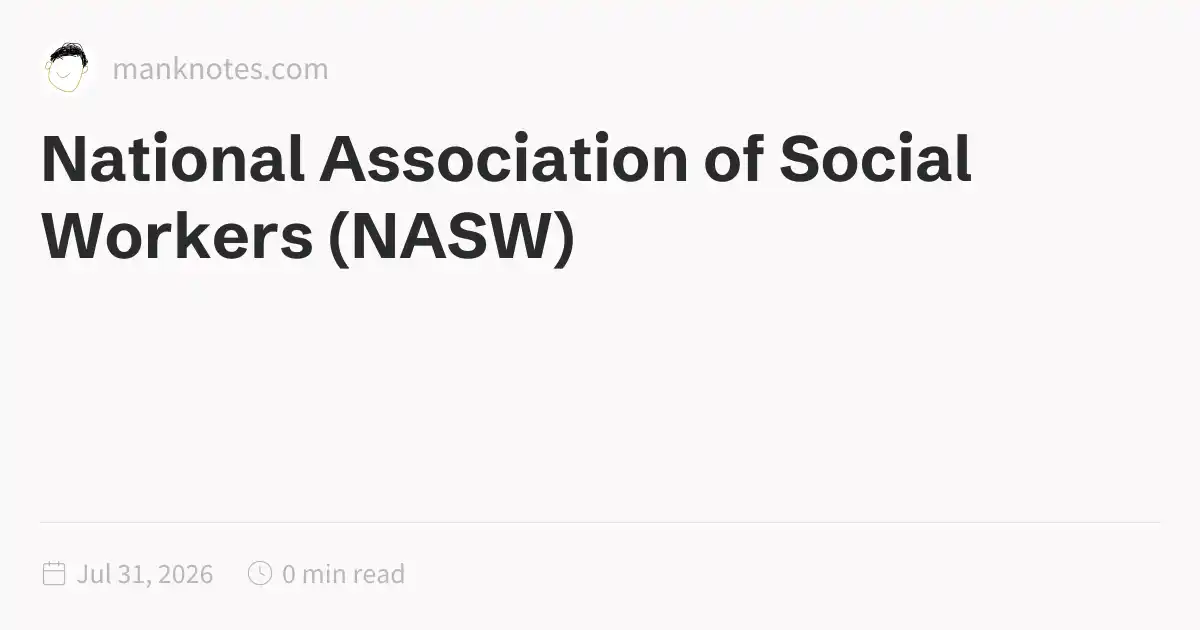 manknotes.com
National Association of Social
Workers (NASW)
Jul 31, 2026 0 min read